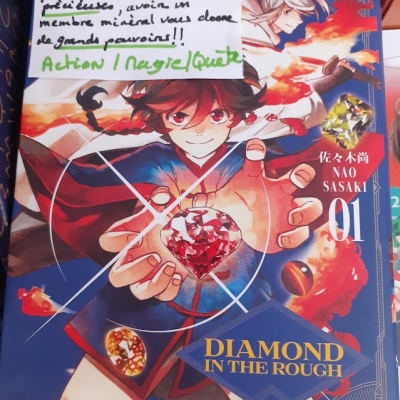 précieuses, avoir un
membre minéral vous donne
de grands pouvoirs!!
Action / Magie / Quête
佐々木尚
NAO
SASAKI
01
DIAMOND
IN THE ROUGH